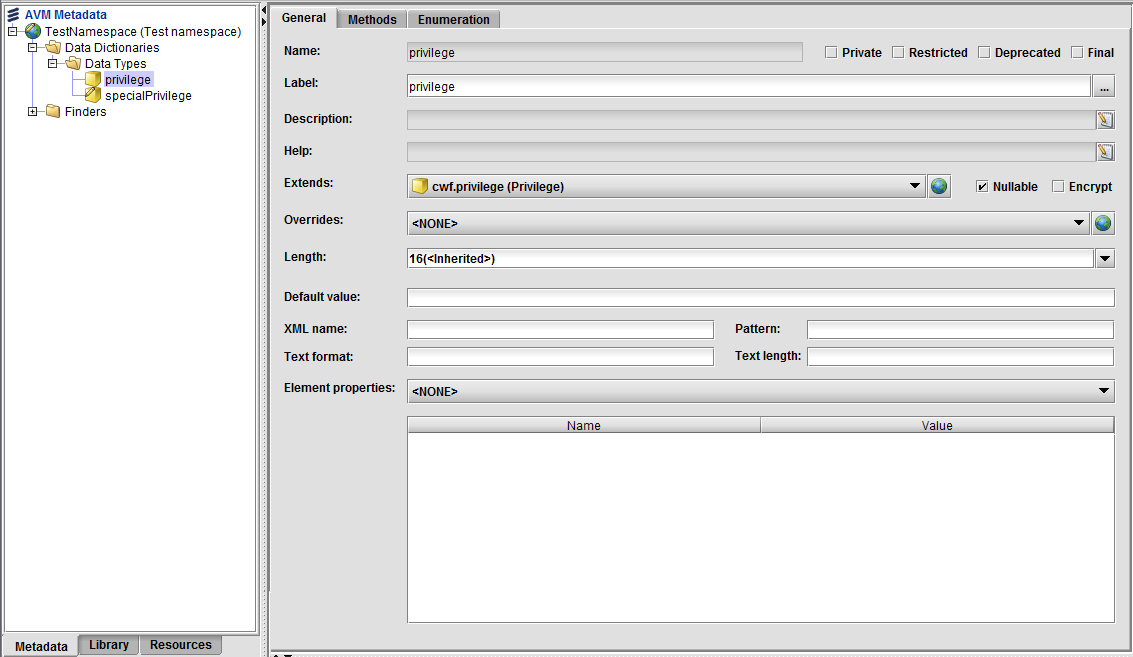 AVM Metadata
TestNamespace (Test namespace)
Data Dictionaries
Data Types
privilege
specialPrivilege
Finders
Metadata Library Resources
General Methods Enumeration
Name: privilege Private Restricted Deprecated Final
Label: privilege ...
Description:
Help:
Extends: cwf.privilege (Privilege) Nullable Encrypt
Overrides: <NONE>
Length: 16(<Inherited>)
Default value:
XML name: Pattern:
Text format: Text length:
Element properties: <NONE>
Name Value